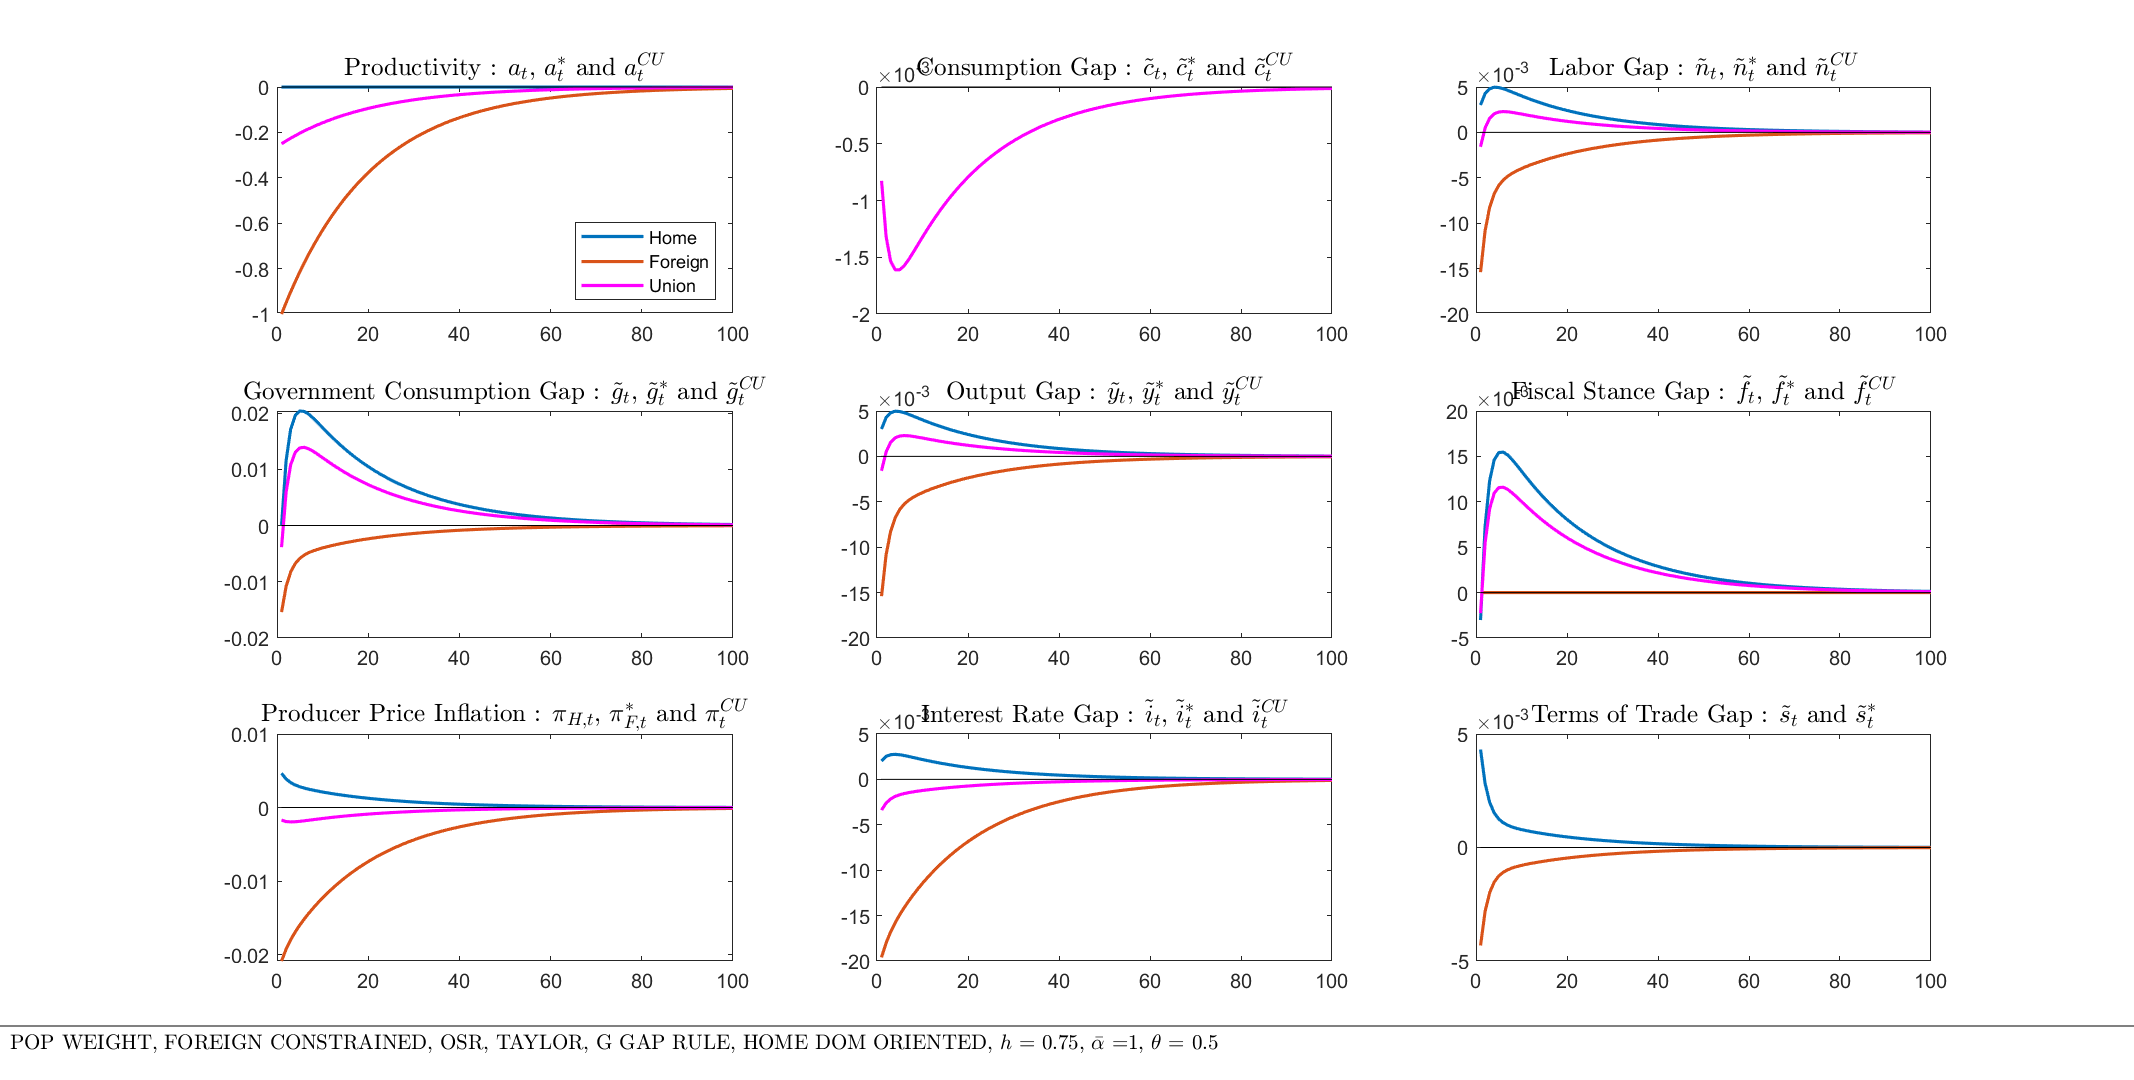 Productivity : a_t, a_t^* and a_t^{CU}
0
-0.2
-0.4
-0.6
-0.8
-1
0 20 40 60 80 100
Home
Foreign
Union
Consumption Gap : c̃_t, c̃_t^* and c̃_t^{CU}
×10^{-3}
0
-0.5
-1
-1.5
-2
0 20 40 60 80 100
Labor Gap : ñ_t, ñ_t^* and ñ_t^{CU}
×10^{-3}
5
0
-5
-10
-15
-20
0 20 40 60 80 100
Government Consumption Gap : g̃_t, g̃_t^* and g̃_t^{CU}
0.02
0.01
0
-0.01
-0.02
0 20 40 60 80 100
Output Gap : ỹ_t, ỹ_t^* and ỹ_t^{CU}
×10^{-3}
5
0
-5
-10
-15
-20
0 20 40 60 80 100
Fiscal Stance Gap : f̃_t, f̃_t^* and f̃_t^{CU}
×10^{-3}
20
15
10
5
0
-5
0 20 40 60 80 100
Producer Price Inflation : π_{H,t}, π_{F,t}^* and π_t^{CU}
0.01
0
-0.01
-0.02
0 20 40 60 80 100
Interest Rate Gap : ĩ_t, ĩ_t^* and ĩ_t^{CU}
×10^{-3}
5
0
-5
-10
-15
-20
0 20 40 60 80 100
Terms of Trade Gap : s̃_t and s̃_t^*
×10^{-3}
5
0
-5
0 20 40 60 80 100
POP WEIGHT, FOREIGN CONSTRAINED, OSR, TAYLOR, G GAP RULE, HOME DOM ORIENTED, h = 0.75, ᾱ =1, θ = 0.5